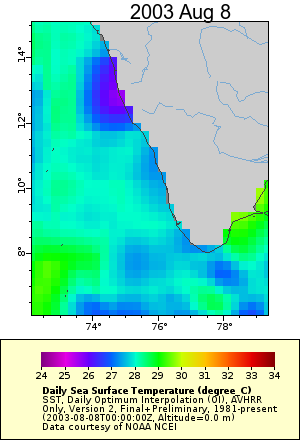 2003 Aug 8
14°
12°
10°
8°
74° 76° 78°
24 25 26 27 28 29 30 31 32 33 34
Daily Sea Surface Temperature (degree_C)
SST, Daily Optimum Interpolation (OI), AVHRR
Only, Version 2, Final+Preliminary, 1981-present
(2003-08-08T00:00:00Z, Altitude=0.0 m)
Data courtesy of NOAA NCEI